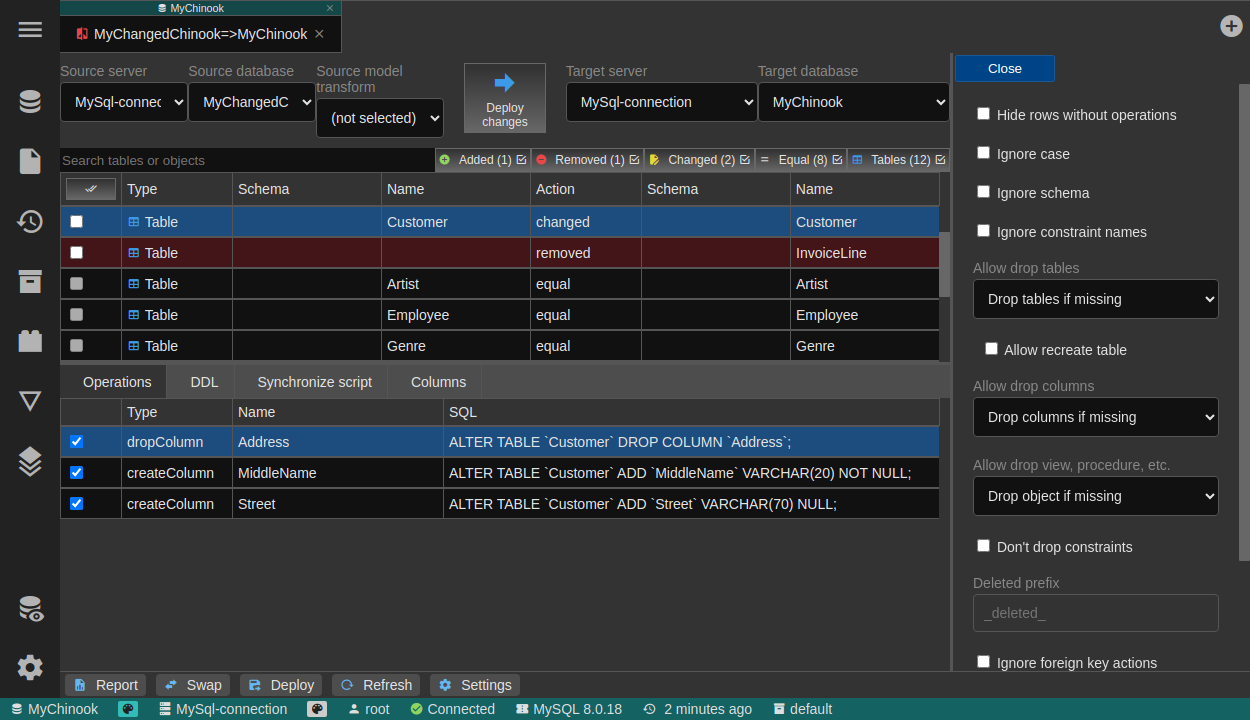 MyChinook
MyChangedChinook=>MyChinook
Source server
Source database
Source model transform
Target server
Target database
MySql-connec
MyChangedC
(not selected)
Deploy changes
MySql-connection
MyChinook
Search tables or objects
Added (1)
Removed (1)
Changed (2)
Equal (8)
Tables (12)
Type Schema Name Action Schema Name
Table Customer changed Customer
Table removed InvoiceLine
Table Artist equal Artist
Table Employee equal Employee
Table Genre equal Genre
Operations DDL Synchronize script Columns
Type Name SQL
dropColumn Address ALTER TABLE `Customer` DROP COLUMN `Address`;
createColumn MiddleName ALTER TABLE `Customer` ADD `MiddleName` VARCHAR(20) NOT NULL;
createColumn Street ALTER TABLE `Customer` ADD `Street` VARCHAR(70) NULL;
Close
Hide rows without operations
Ignore case
Ignore schema
Ignore constraint names
Allow drop tables
Drop tables if missing
Allow recreate table
Allow drop columns
Drop columns if missing
Allow drop view, procedure, etc.
Drop object if missing
Don't drop constraints
Deleted prefix
_deleted_
Ignore foreign key actions
Report Swap Deploy Refresh Settings
MyChinook MySql-connection root Connected MySQL 8.0.18 2 minutes ago default